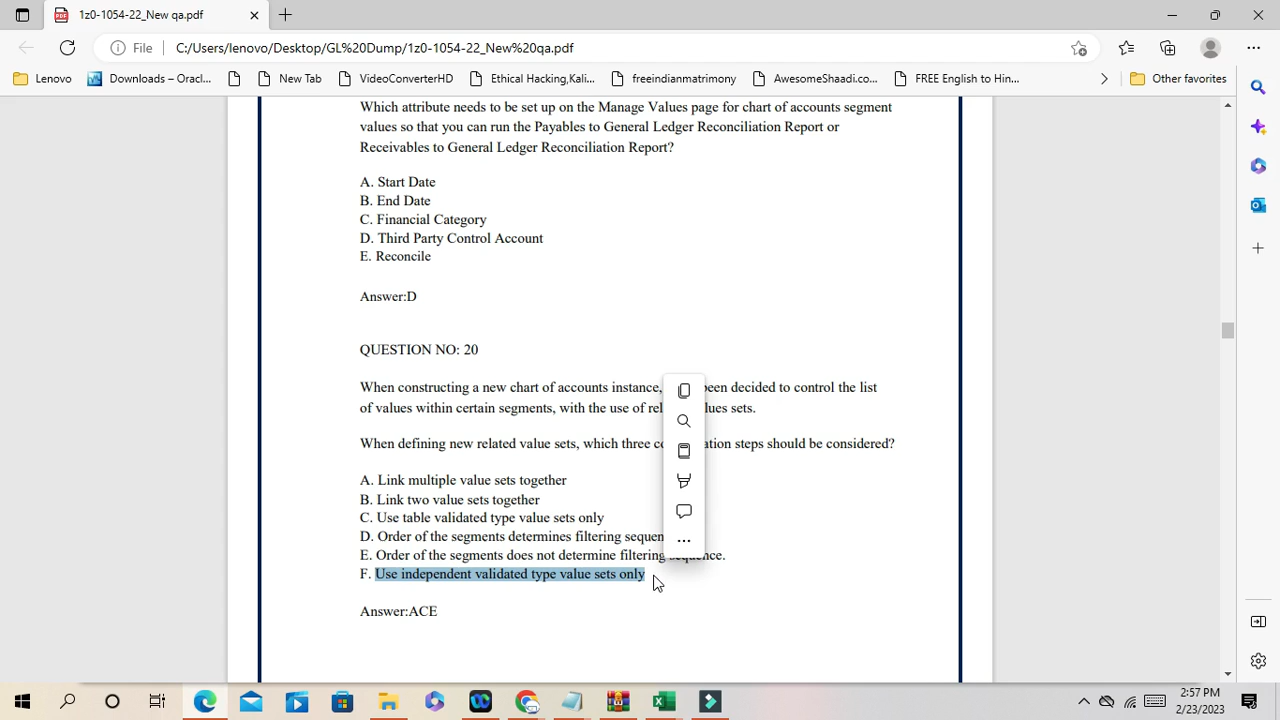 1z0-1054-22_New qa.pdf
File
C:/Users/lenovo/Desktop/GL%20Dump/1z0-1054-22_New%20qa.pdf
Lenovo
Downloads – Oracl...
New Tab
VideoConverterHD
Ethical Hacking,Kali...
freeindianmatrimony
AwesomeShaadi.co...
FREE English to Hin...
Other favorites
Which attribute needs to be set up on the Manage Values page for chart of accounts segment
values so that you can run the Payables to General Ledger Reconciliation Report or
Receivables to General Ledger Reconciliation Report?
A. Start Date
B. End Date
C. Financial Category
D. Third Party Control Account
E. Reconcile
Answer:D
QUESTION NO: 20
When constructing a new chart of accounts instance, been decided to control the list
of values within certain segments, with the use of sets.
When defining new related value sets, which three steps should be considered?
A. Link multiple value sets together
B. Link two value sets together
C. Use table validated type value sets only
D. Order of the segments determines filtering
E. Order of the segments does not determine filtering sequence.
F. Use independent validated type value sets only
Answer:ACE
2:57 PM
2/23/2023